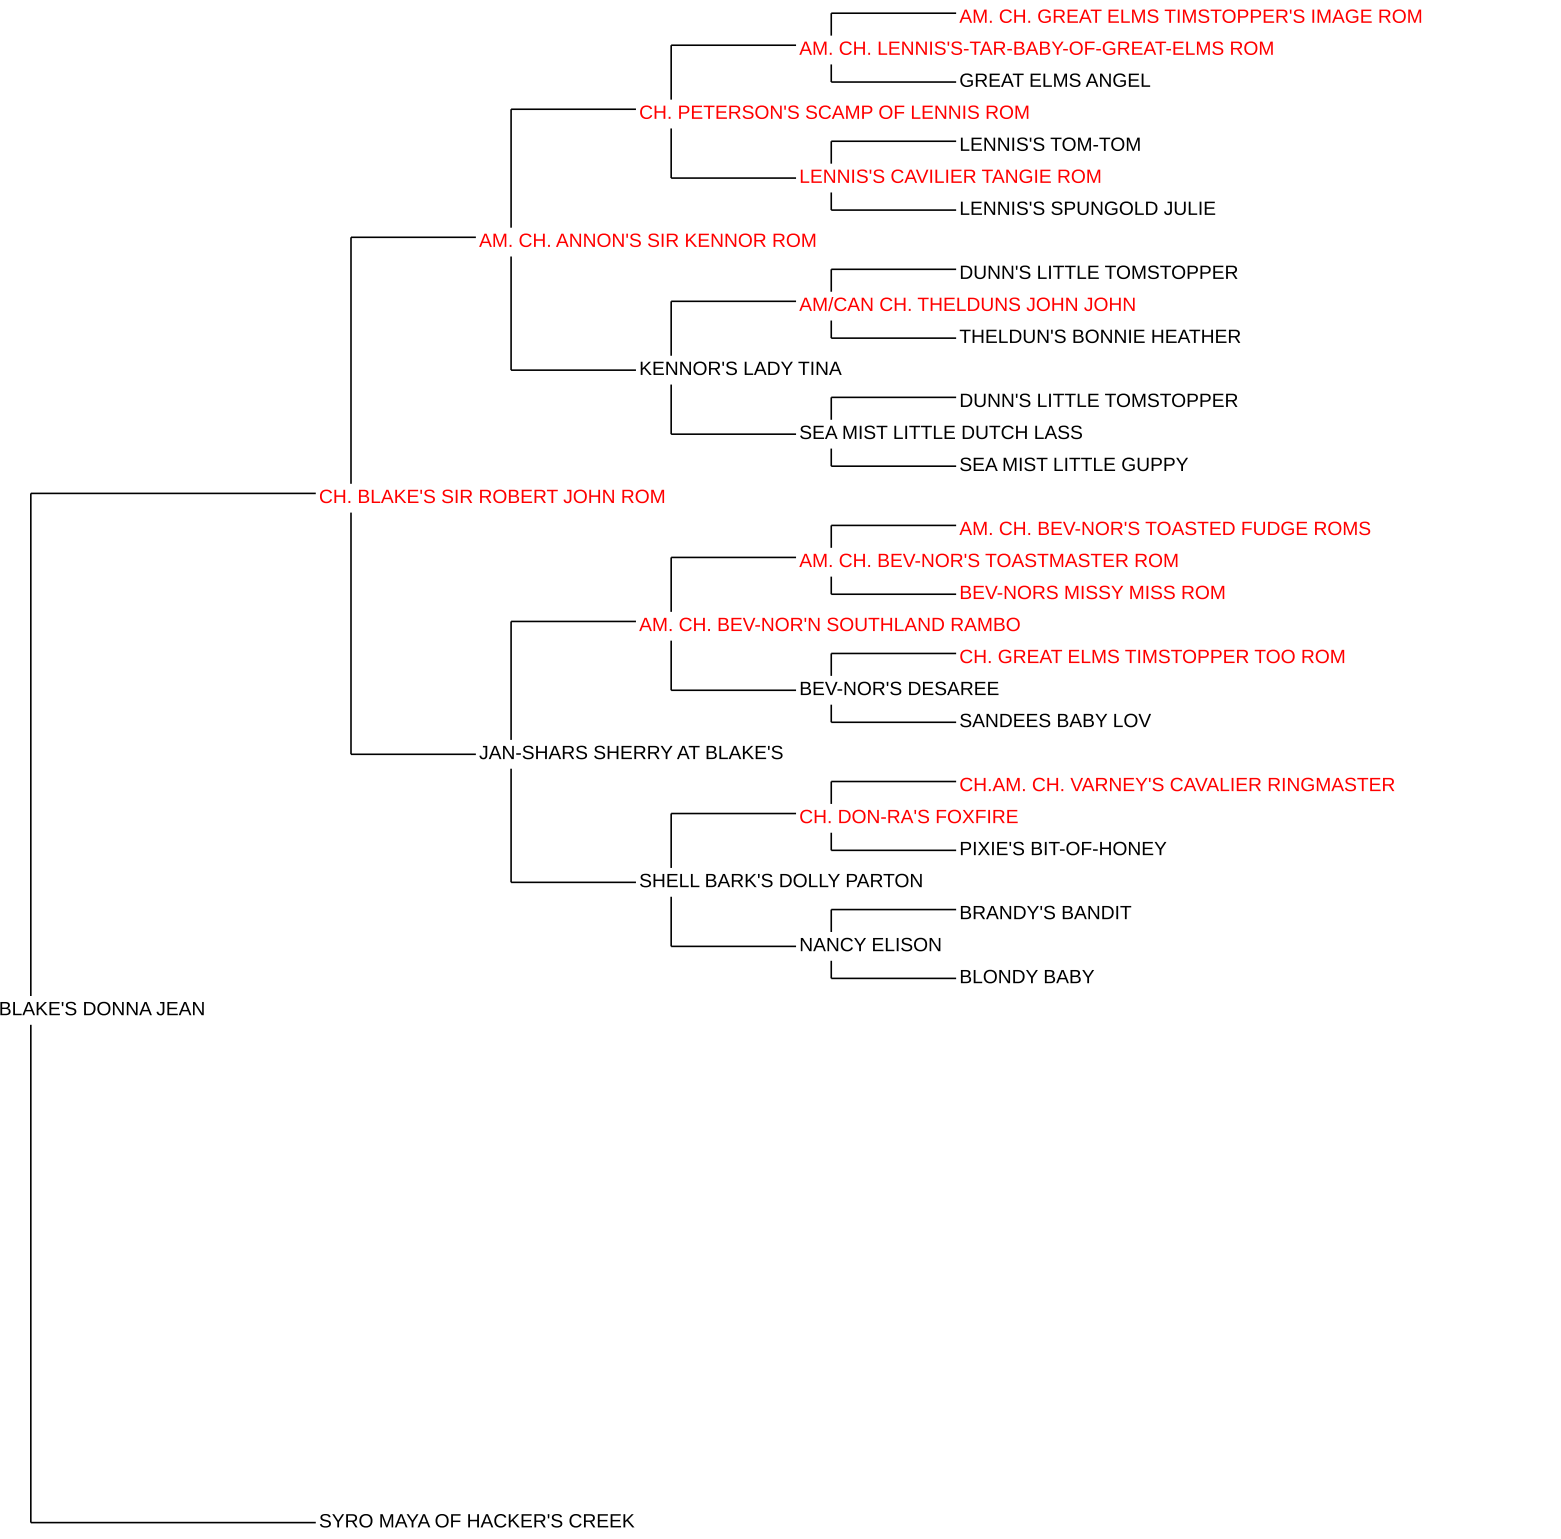 AM. CH. GREAT ELMS TIMSTOPPER'S IMAGE ROM
AM. CH. LENNIS'S-TAR-BABY-OF-GREAT-ELMS ROM
GREAT ELMS ANGEL
CH. PETERSON'S SCAMP OF LENNIS ROM
LENNIS'S TOM-TOM
LENNIS'S CAVILIER TANGIE ROM
LENNIS'S SPUNGOLD JULIE
AM. CH. ANNON'S SIR KENNOR ROM
DUNN'S LITTLE TOMSTOPPER
AM/CAN CH. THELDUNS JOHN JOHN
THELDUN'S BONNIE HEATHER
KENNOR'S LADY TINA
DUNN'S LITTLE TOMSTOPPER
SEA MIST LITTLE DUTCH LASS
SEA MIST LITTLE GUPPY
CH. BLAKE'S SIR ROBERT JOHN ROM
AM. CH. BEV-NOR'S TOASTED FUDGE ROMS
AM. CH. BEV-NOR'S TOASTMASTER ROM
BEV-NORS MISSY MISS ROM
AM. CH. BEV-NOR'N SOUTHLAND RAMBO
CH. GREAT ELMS TIMSTOPPER TOO ROM
BEV-NOR'S DESAREE
SANDEES BABY LOV
JAN-SHARS SHERRY AT BLAKE'S
CH.AM. CH. VARNEY'S CAVALIER RINGMASTER
CH. DON-RA'S FOXFIRE
PIXIE'S BIT-OF-HONEY
SHELL BARK'S DOLLY PARTON
BRANDY'S BANDIT
NANCY ELISON
BLONDY BABY
BLAKE'S DONNA JEAN
SYRO MAYA OF HACKER'S CREEK